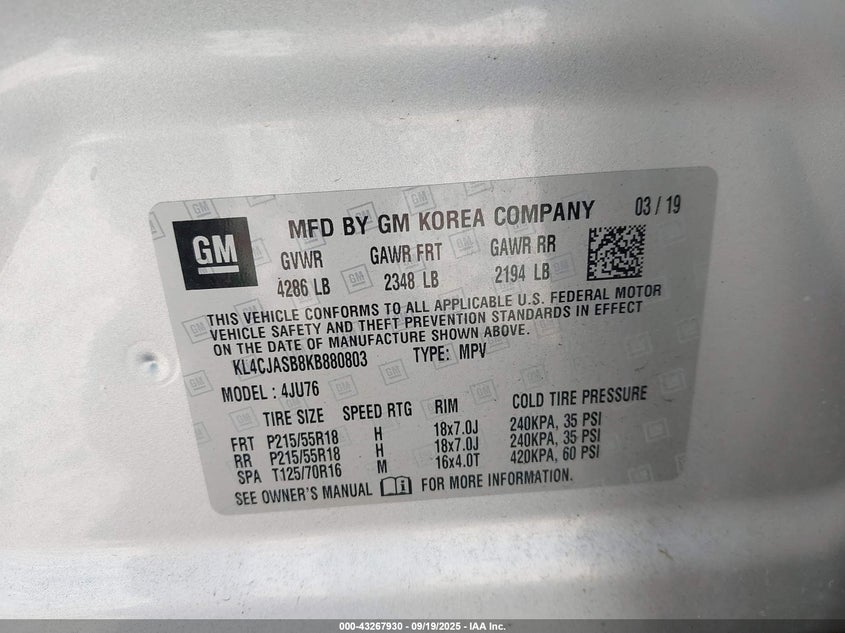 GM MFD BY GM KOREA COMPANY 03 / 19
GVWR GAWR FRT GAWR RR
4286 LB 2348 LB 2194 LB
THIS VEHICLE CONFORMS TO ALL APPLICABLE U.S. FEDERAL MOTOR
VEHICLE SAFETY AND THEFT PREVENTION STANDARDS IN EFFECT
ON THE DATE OF MANUFACTURE SHOWN ABOVE.
KL4CJASB8KB880803 TYPE: MPV
MODEL : 4JU76
TIRE SIZE SPEED RTG RIM COLD TIRE PRESSURE
FRT P215/55R18 H 18x7.0J 240KPA, 35 PSI
RR P215/55R18 H 18x7.0J 240KPA, 35 PSI
SPA T125/70R16 M 16x4.0T 420KPA, 60 PSI
SEE OWNER'S MANUAL FOR MORE INFORMATION.
000-43267930 - 09/19/2025 - IAA Inc.